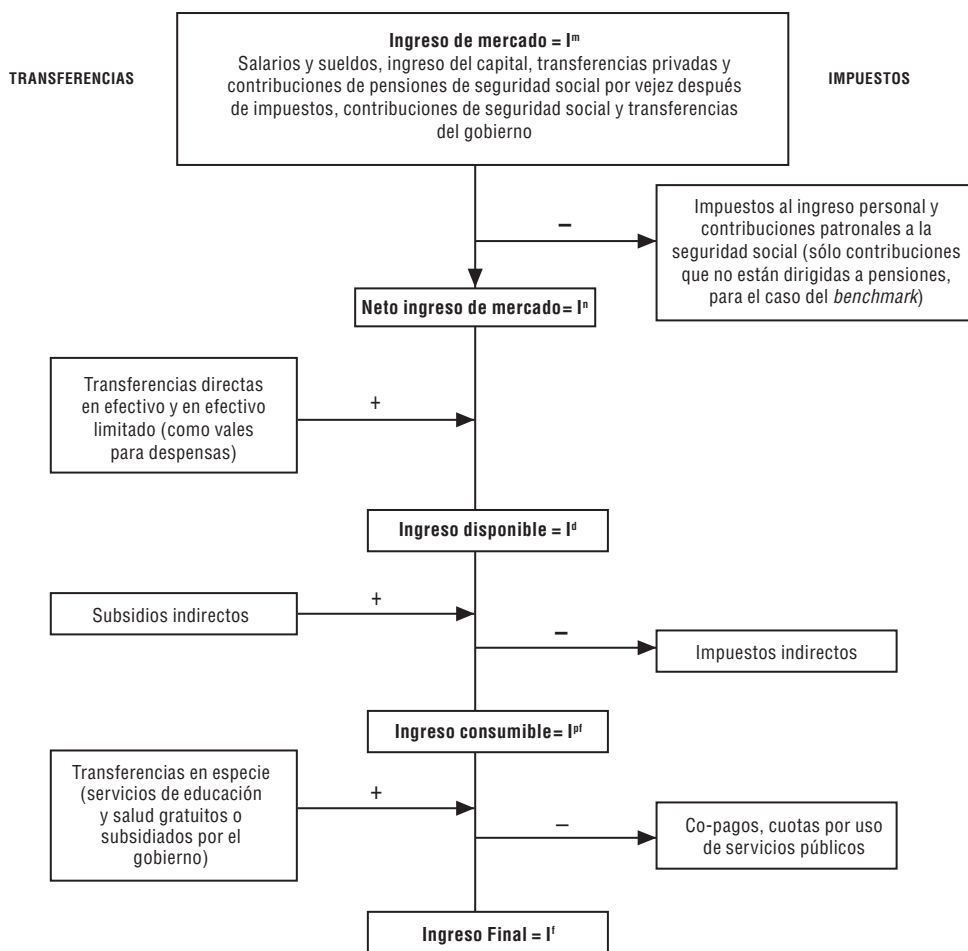 Ingreso de mercado = Iᵐ
TRANSFERENCIAS
Salarios y sueldos, ingreso del capital, transferencias privadas y
contribuciones de pensiones de seguridad social por vejez después
de impuestos, contribuciones de seguridad social y transferencias
del gobierno
IMPUESTOS
–
Impuestos al ingreso personal y
contribuciones patronales a la
seguridad social (sólo contribuciones
que no están dirigidas a pensiones,
para el caso del benchmark)
Neto ingreso de mercado= Iⁿ
Transferencias directas
en efectivo y en efectivo
limitado (como vales
para despensas)
+
Ingreso disponible = Iᵈ
Subsidios indirectos
+
–
Impuestos indirectos
Ingreso consumible= Iᵖᶠ
Transferencias en especie
(servicios de educación
y salud gratuitos o
subsidiados por el
gobierno)
+
–
Co-pagos, cuotas por uso
de servicios públicos
Ingreso Final = Iᶠ